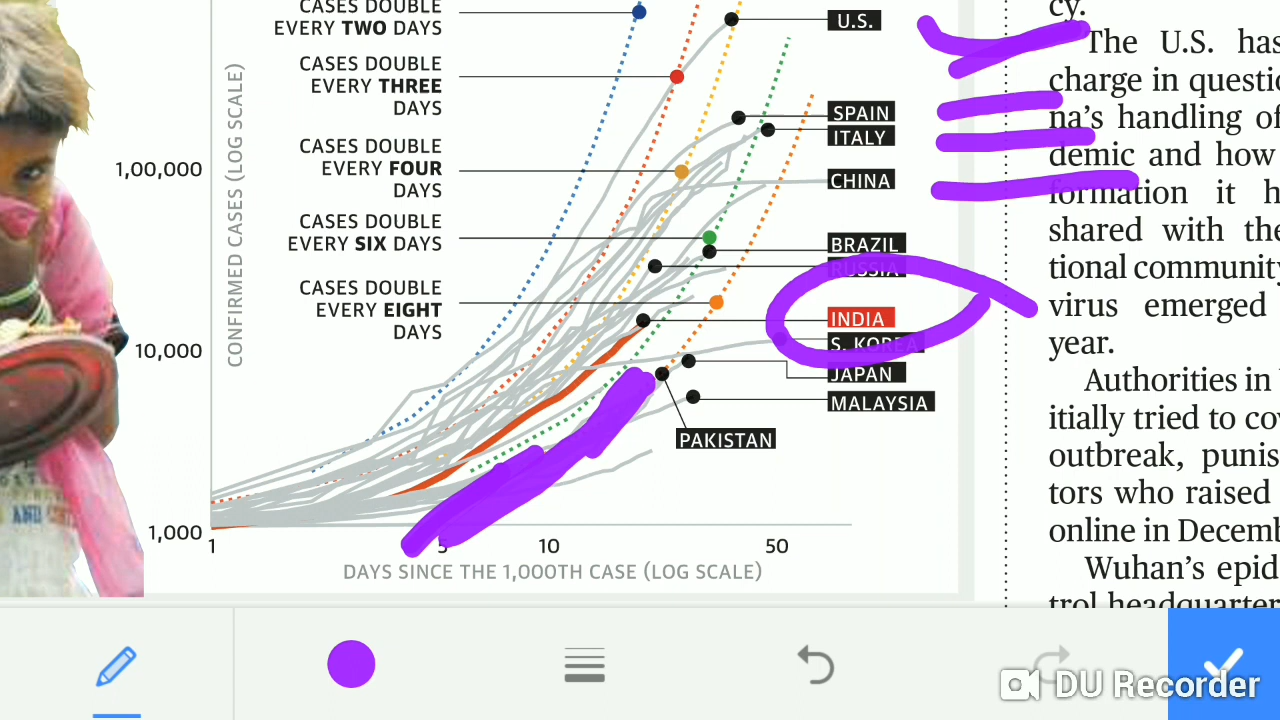 CASES DOUBLE
EVERY TWO DAYS
CASES DOUBLE
EVERY THREE
DAYS
CASES DOUBLE
EVERY FOUR
DAYS
CASES DOUBLE
EVERY SIX DAYS
CASES DOUBLE
EVERY EIGHT
DAYS
CONFIRMED CASES (LOG SCALE)
1,00,000
10,000
1,000
1
5
10
50
DAYS SINCE THE 1,000TH CASE (LOG SCALE)
U.S.
SPAIN
ITALY
CHINA
BRAZIL
RUSSIA
INDIA
S. KOREA
JAPAN
MALAYSIA
PAKISTAN
cy.
The U.S. has
charge in questio
na's handling of
demic and how
formation it h
shared with the
tional community
virus emerged
year.
Authorities in
itially tried to co
outbreak, punis
tors who raised
online in Decemb
Wuhan's epid
trol headquarter
AND
DU Recorder